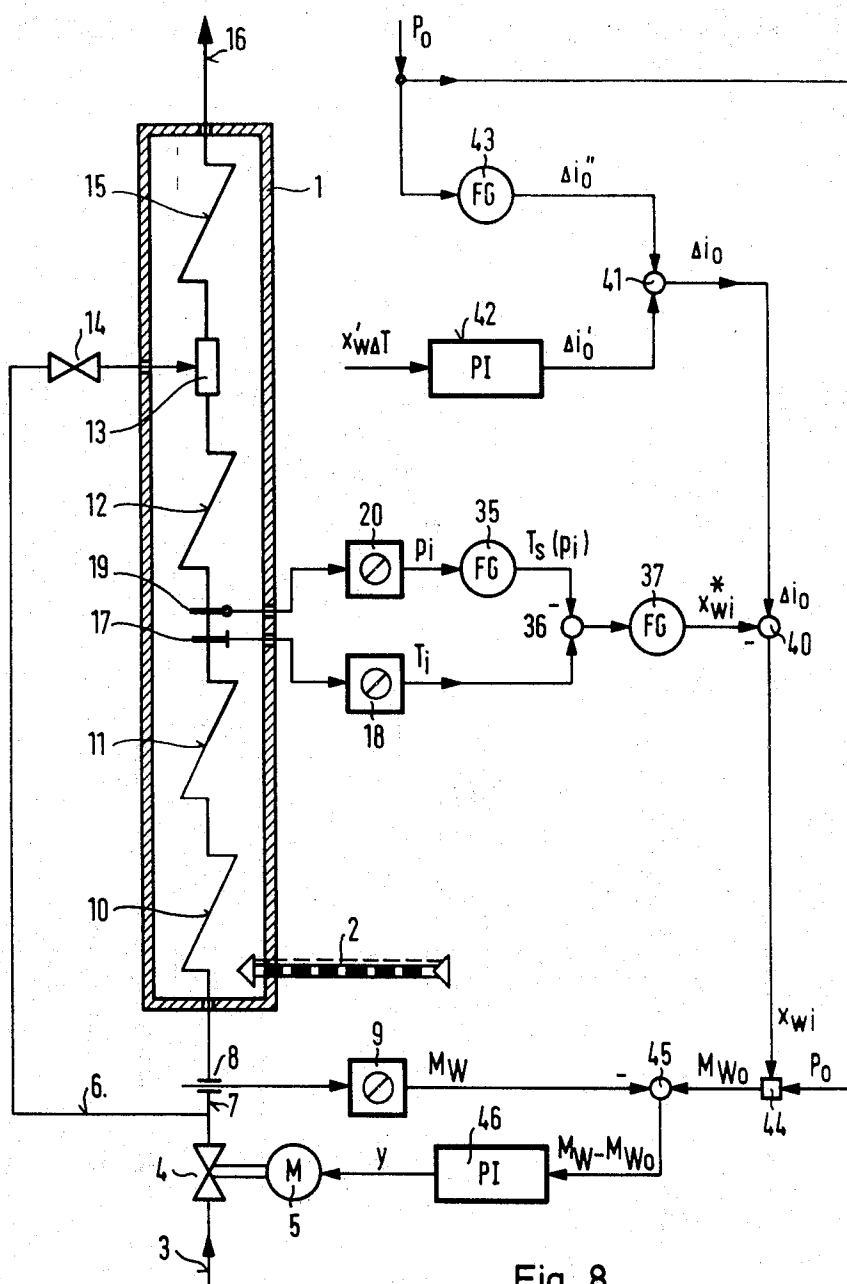 16
P₀
43
FG
Δi₀"
15
1
41
Δi₀
14
42
x'wΔT
PI
Δi₀'
13
12
20
pi
35
FG
Ts (pi)
19
37
x*wi
Δi₀
17
36
-
FG
-
40
Ti
18
11
10
2
xwi
8
9
MW
-
45
MW₀
P₀
44
6.
7
46
4
M
y
PI
MW-MW₀
5
3
Fig. 8